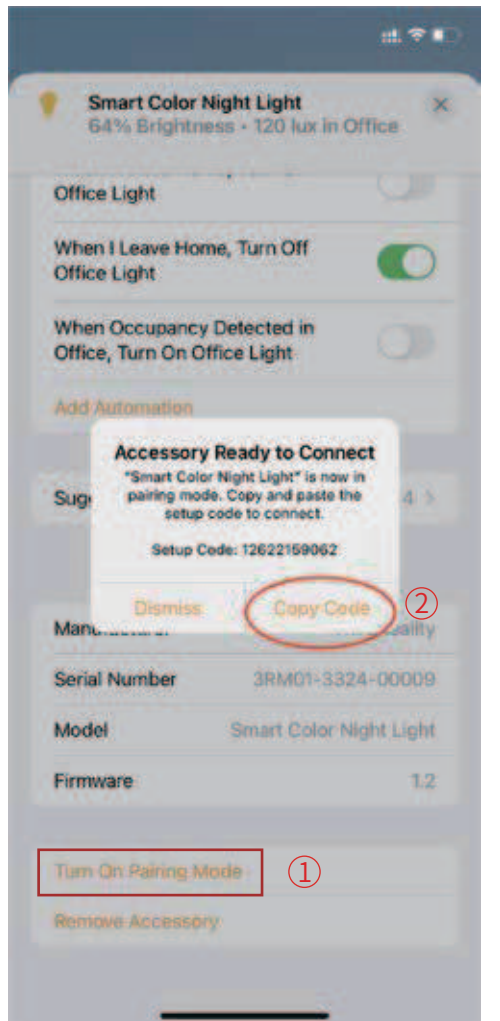 Smart Color Night Light
64% Brightness - 120 lux in Office
Office Light
When I Leave Home, Turn Off
Office Light
When Occupancy Detected in
Office, Turn On Office Light
Add Automation
Accessory Ready to Connect
"Smart Color Night Light" is now in
pairing mode. Copy and paste the
setup code to connect.
Setup Code: 12622159062
Sugg
4 >
Dismiss
Copy Code
②
Serial Number
3RM01-3324-00009
Model
Smart Color Night Light
Firmware
1.2
Turn On Pairing Mode
①
Remove Accessory